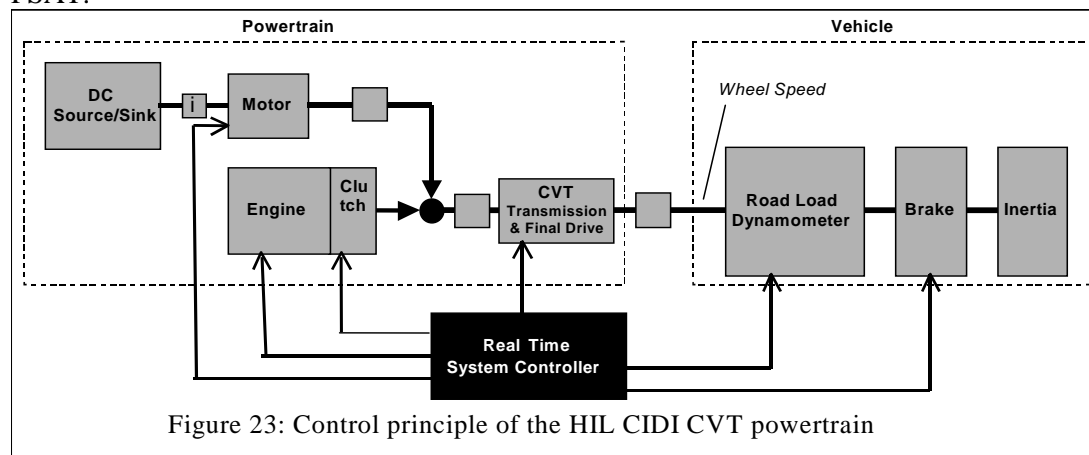 Powertrain
Vehicle
DC
Source/Sink
i
Motor
Wheel Speed
Engine
Clu
tch
CVT
Transmission
& Final Drive
Road Load
Dynamometer
Brake
Inertia
Real Time
System Controller
Figure 23: Control principle of the HIL CIDI CVT powertrain